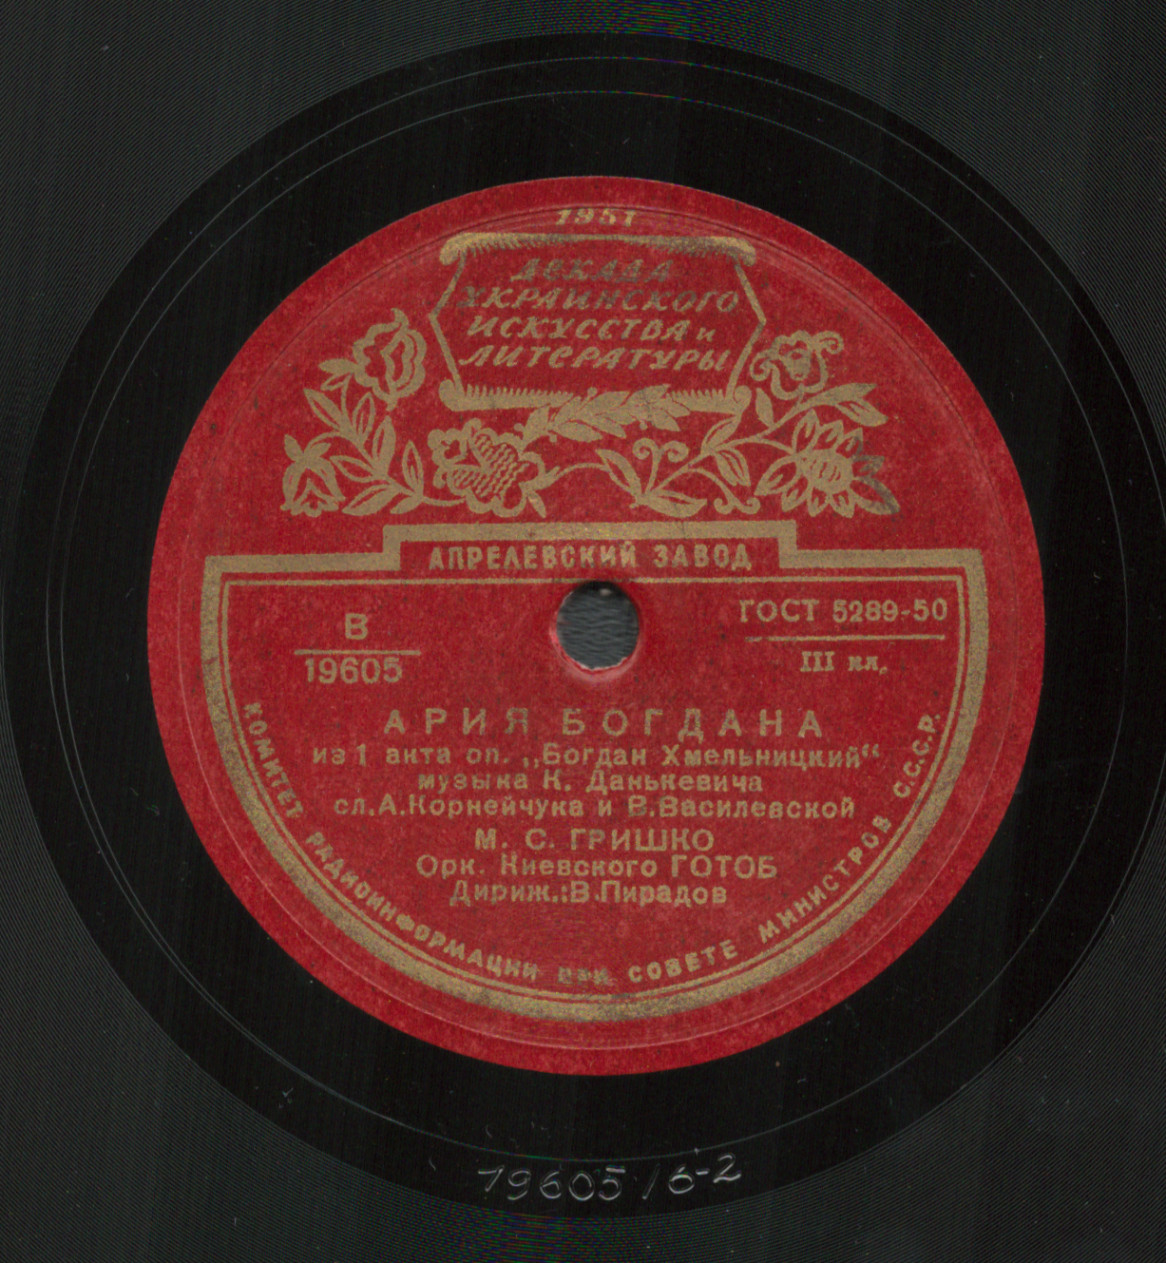 1951
ДЕКАДА
УКРАИНСКОГО
ИСКУССТВА и
ЛИТЕРАТУРЫ
АПРЕЛЕВСКИЙ ЗАВОД
В
19605
ГОСТ 5289-50
III кл.
АРИЯ БОГДАНА
из 1 акта оп. „Богдан Хмельницкий“
музыка К. Данькевича
сл.А.Корнейчука и В.Василевской
М. С. ГРИШКО
Орк. Киевского ГОТОБ
Дириж.:В.Пирадов
КОМИТЕТ РАДИОИНФОРМАЦИИ ПРИ СОВЕТЕ МИНИСТРОВ С.С.С.Р.
19605/6-2